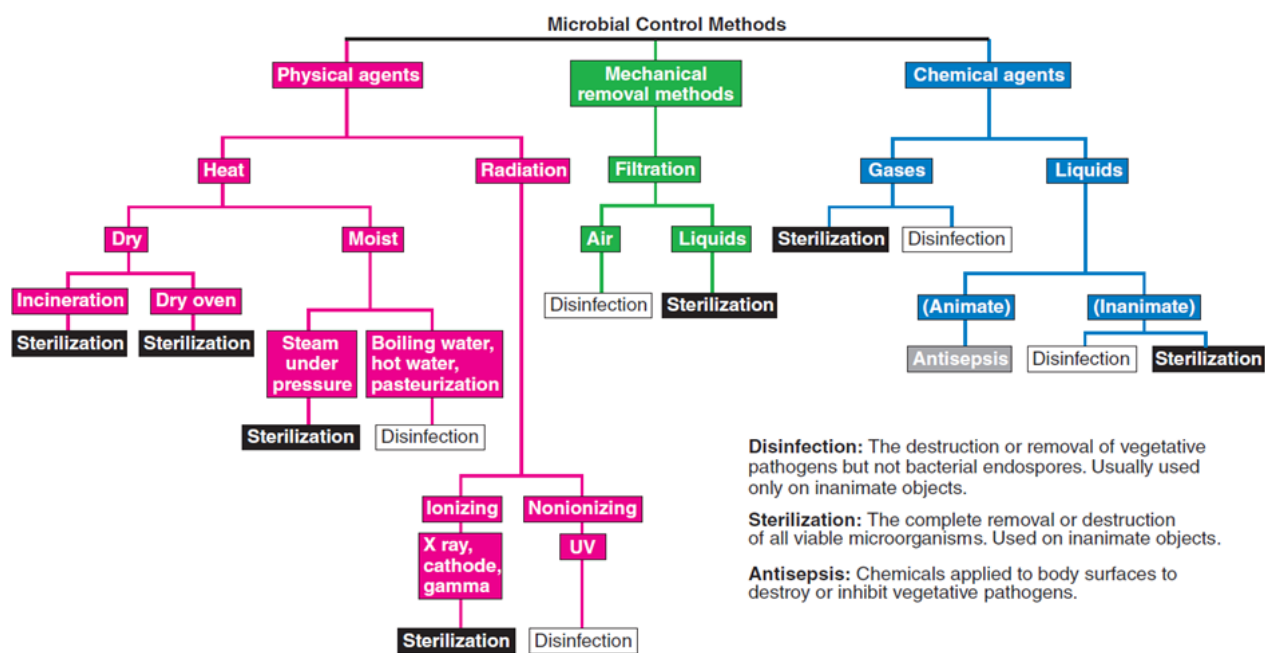 Microbial Control Methods
Physical agents
Mechanical
removal methods
Chemical agents
Heat
Radiation
Filtration
Gases
Liquids
Dry
Moist
Air
Liquids
Sterilization
Disinfection
Incineration
Dry oven
Disinfection
Sterilization
(Animate)
(Inanimate)
Sterilization
Sterilization
Steam
under
pressure
Boiling water,
hot water,
pasteurization
Antisepsis
Disinfection
Sterilization
Sterilization
Disinfection
Disinfection: The destruction or removal of vegetative
pathogens but not bacterial endospores. Usually used
only on inanimate objects.
Sterilization: The complete removal or destruction
of all viable microorganisms. Used on inanimate objects.
Antisepsis: Chemicals applied to body surfaces to
destroy or inhibit vegetative pathogens.
Ionizing
Nonionizing
X ray,
cathode,
gamma
UV
Sterilization
Disinfection